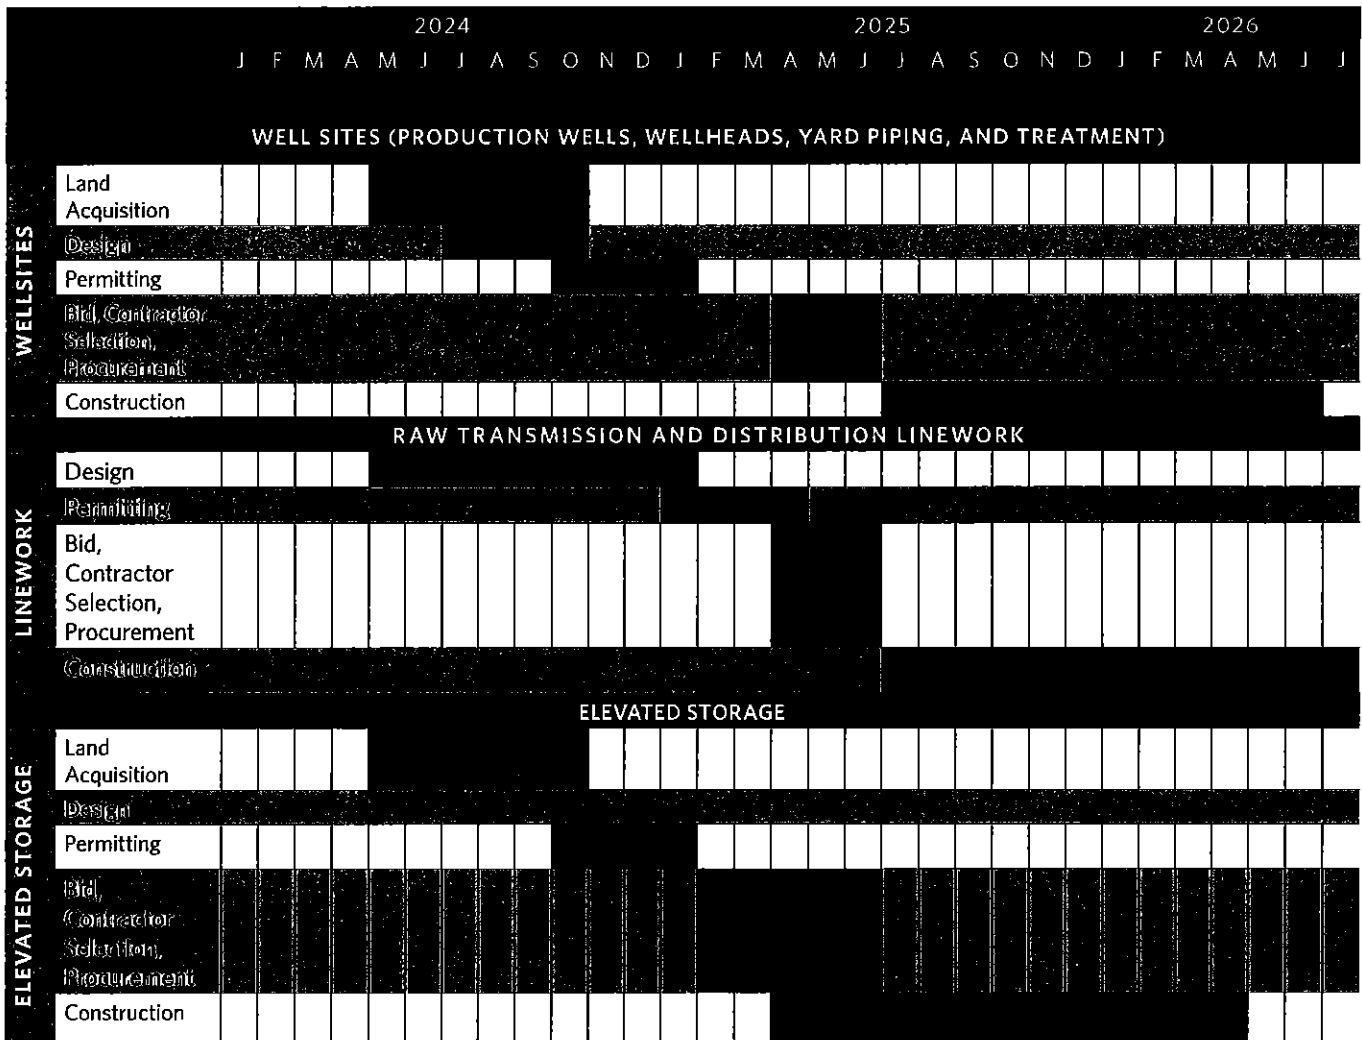 2024 2025 2026
J F M A M J J A S O N D J F M A M J J A S O N D J F M A M J J
WELL SITES (PRODUCTION WELLS, WELLHEADS, YARD PIPING, AND TREATMENT)
WELLSITES
Land
Acquisition
Design
Permitting
Bid, Contractor
Selection,
Procurement
Construction
RAW TRANSMISSION AND DISTRIBUTION LINEWORK
LINEWORK
Design
Permitting
Bid,
Contractor
Selection,
Procurement
Construction
ELEVATED STORAGE
ELEVATED STORAGE
Land
Acquisition
Design
Permitting
Bid,
Contractor
Selection,
Procurement
Construction